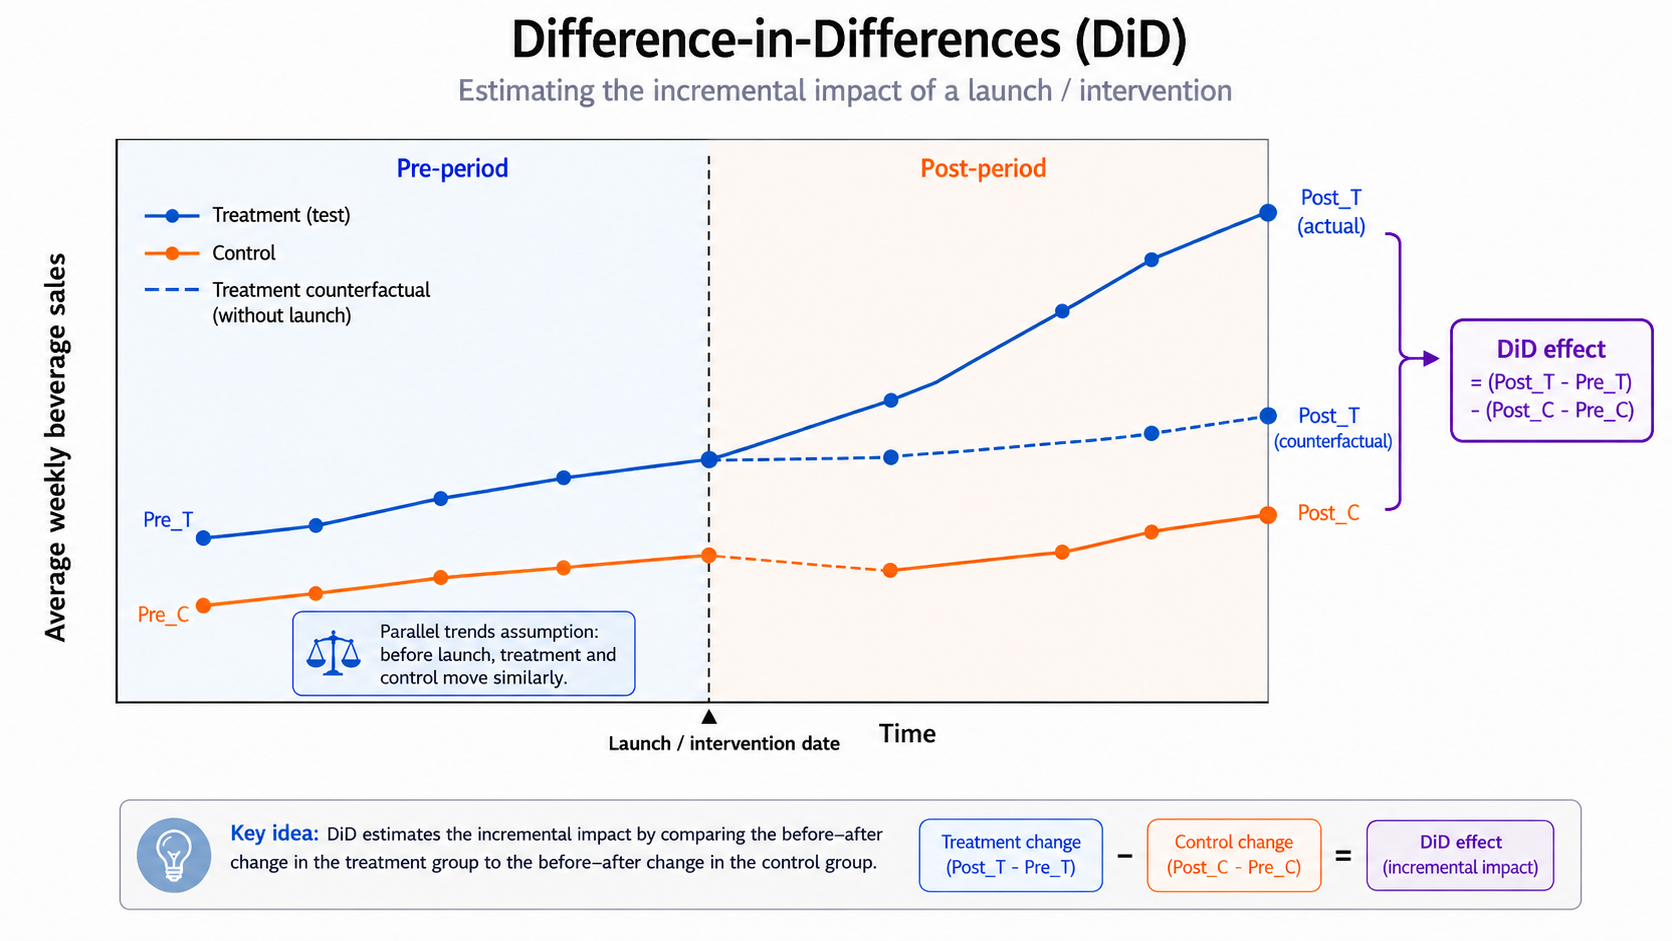 Difference-in-Differences (DiD)
Estimating the incremental impact of a launch / intervention
Pre-period
Post-period
Treatment (test)
Control
Treatment counterfactual
(without launch)
Average weekly beverage sales
Pre_T
Pre_C
Post_T
(actual)
Post_T
(counterfactual)
Post_C
DiD effect
= (Post_T - Pre_T)
- (Post_C - Pre_C)
Parallel trends assumption:
before launch, treatment and
control move similarly.
Launch / intervention date
Time
Key idea: DiD estimates the incremental impact by comparing the before–after
change in the treatment group to the before–after change in the control group.
Treatment change
(Post_T - Pre_T)
–
Control change
(Post_C - Pre_C)
=
DiD effect
(incremental impact)